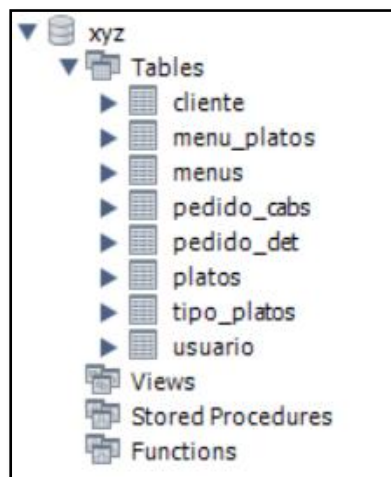 xyz
Tables
cliente
menu_platos
menus
pedido_cabs
pedido_det
platos
tipo_platos
usuario
Views
Stored Procedures
Functions